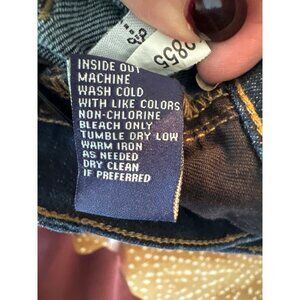 3855
INSIDE OUT
MACHINE
WASH COLD
WITH LIKE COLORS
NON-CHLORINE
BLEACH ONLY
TUMBLE DRY LOW
WARM IRON
AS NEEDED
DRY CLEAN
IF PREFERRED